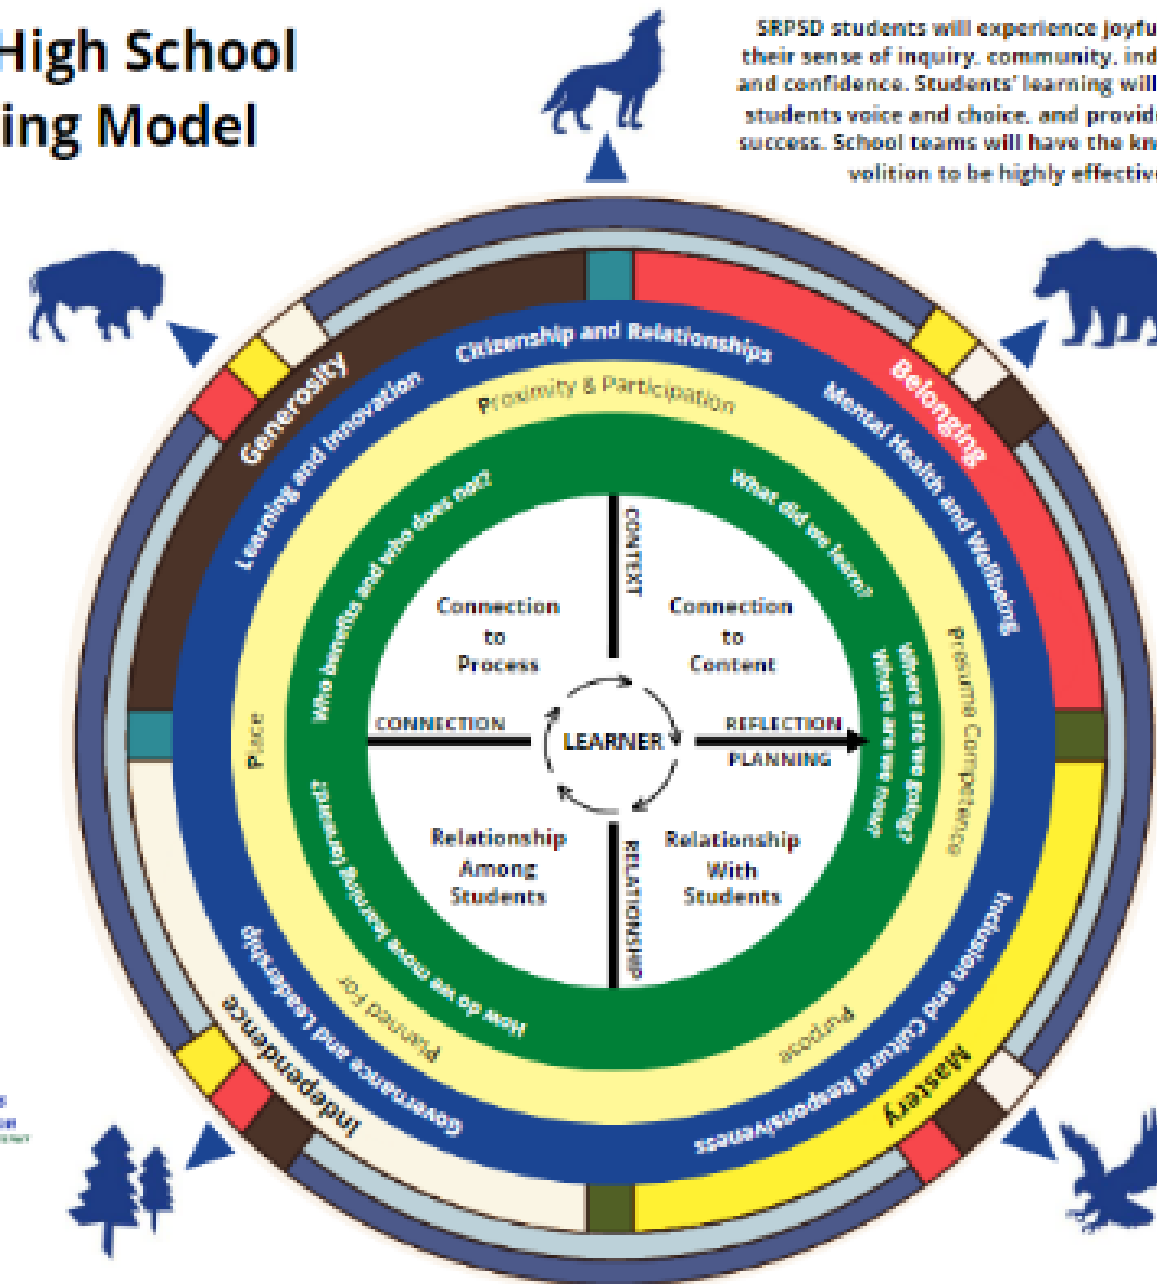 High School
ing Model
SRPSD students will experience joyfu
their sense of inquiry, community, ind
and confidence. Students' learning will
students voice and choice, and provid
success. School teams will have the kn
volition to be highly effectiv
Generosity
Belonging
Mastery
Independence
Citizenship and Relationships
Learning and Innovation
Mental Health and Wellbeing
Inclusion and Cultural Responsiveness
Governance and Leadership
Proximity & Participation
Presume Competence
Purpose
Planned For
Place
Who benefits and who does not?
What did we learn?
Where are we going?
Where are we now?
How do we move learning forward?
CONTEXT
Connection
to
Process
Connection
to
Content
CONNECTION
LEARNER
REFLECTION
PLANNING
Relationship
Among
Students
Relationship
With
Students
RELATIONSHIP